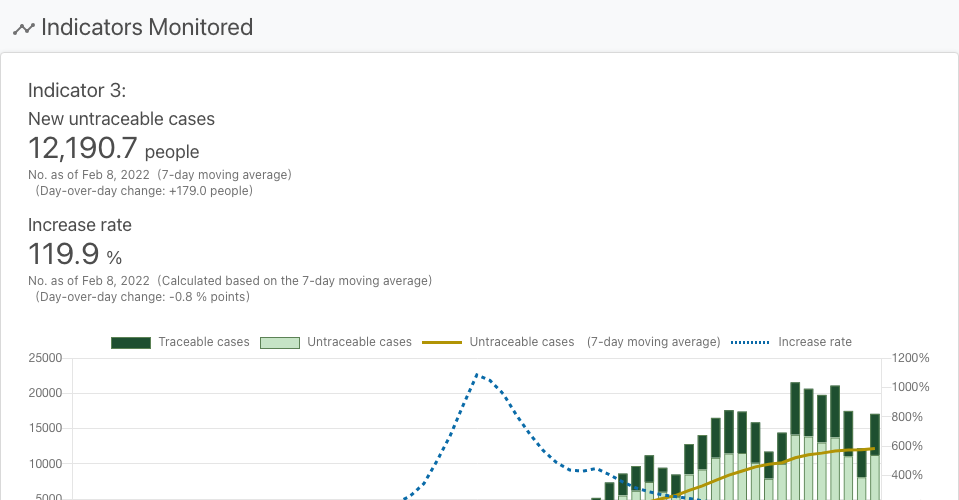 Indicators Monitored
Indicator 3:
New untraceable cases
12,190.7 people
No. as of Feb 8, 2022 (7-day moving average)
(Day-over-day change: +179.0 people)
Increase rate
119.9 %
No. as of Feb 8, 2022 (Calculated based on the 7-day moving average)
(Day-over-day change: -0.8 % points)
Traceable cases Untraceable cases Untraceable cases (7-day moving average) Increase rate
25000 1200%
20000 1000%
15000 800%
10000 600%
5000 400%